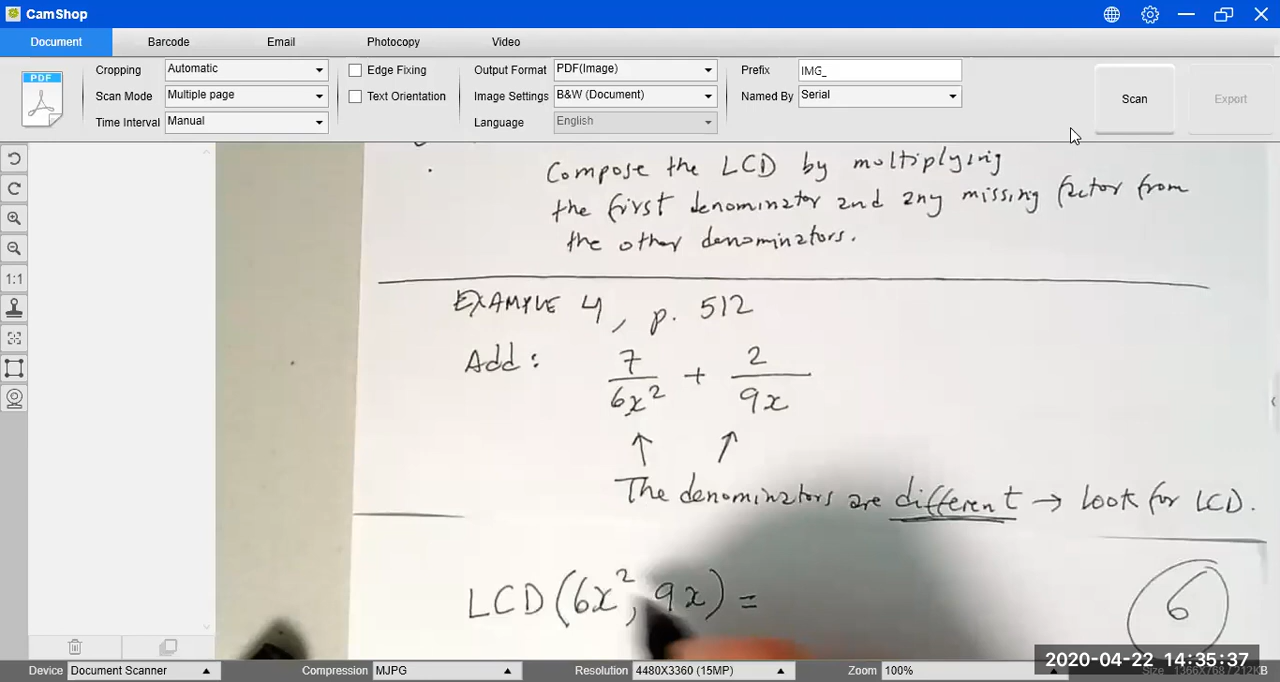 CamShop
Document Barcode Email Photocopy Video
Cropping Automatic Edge Fixing Output Format PDF(Image) Prefix IMG_
Scan Mode Multiple page Text Orientation Image Settings B&W (Document) Named By Serial
Time Interval Manual Language English
PDF
Scan Export
1:1
Compose the LCD by multiplying
the first denominator and any missing factor from
the other denominators.
EXAMPLE 4, p. 512
Add: 7/6x² + 2/9x
↑ ↑
The denominators are different → Look for LCD.
LCD(6x², 9x) =
6
2020-04-22 14:35:37
Device Document Scanner Compression MJPG Resolution 4480X3360 (15MP) Zoom 100%